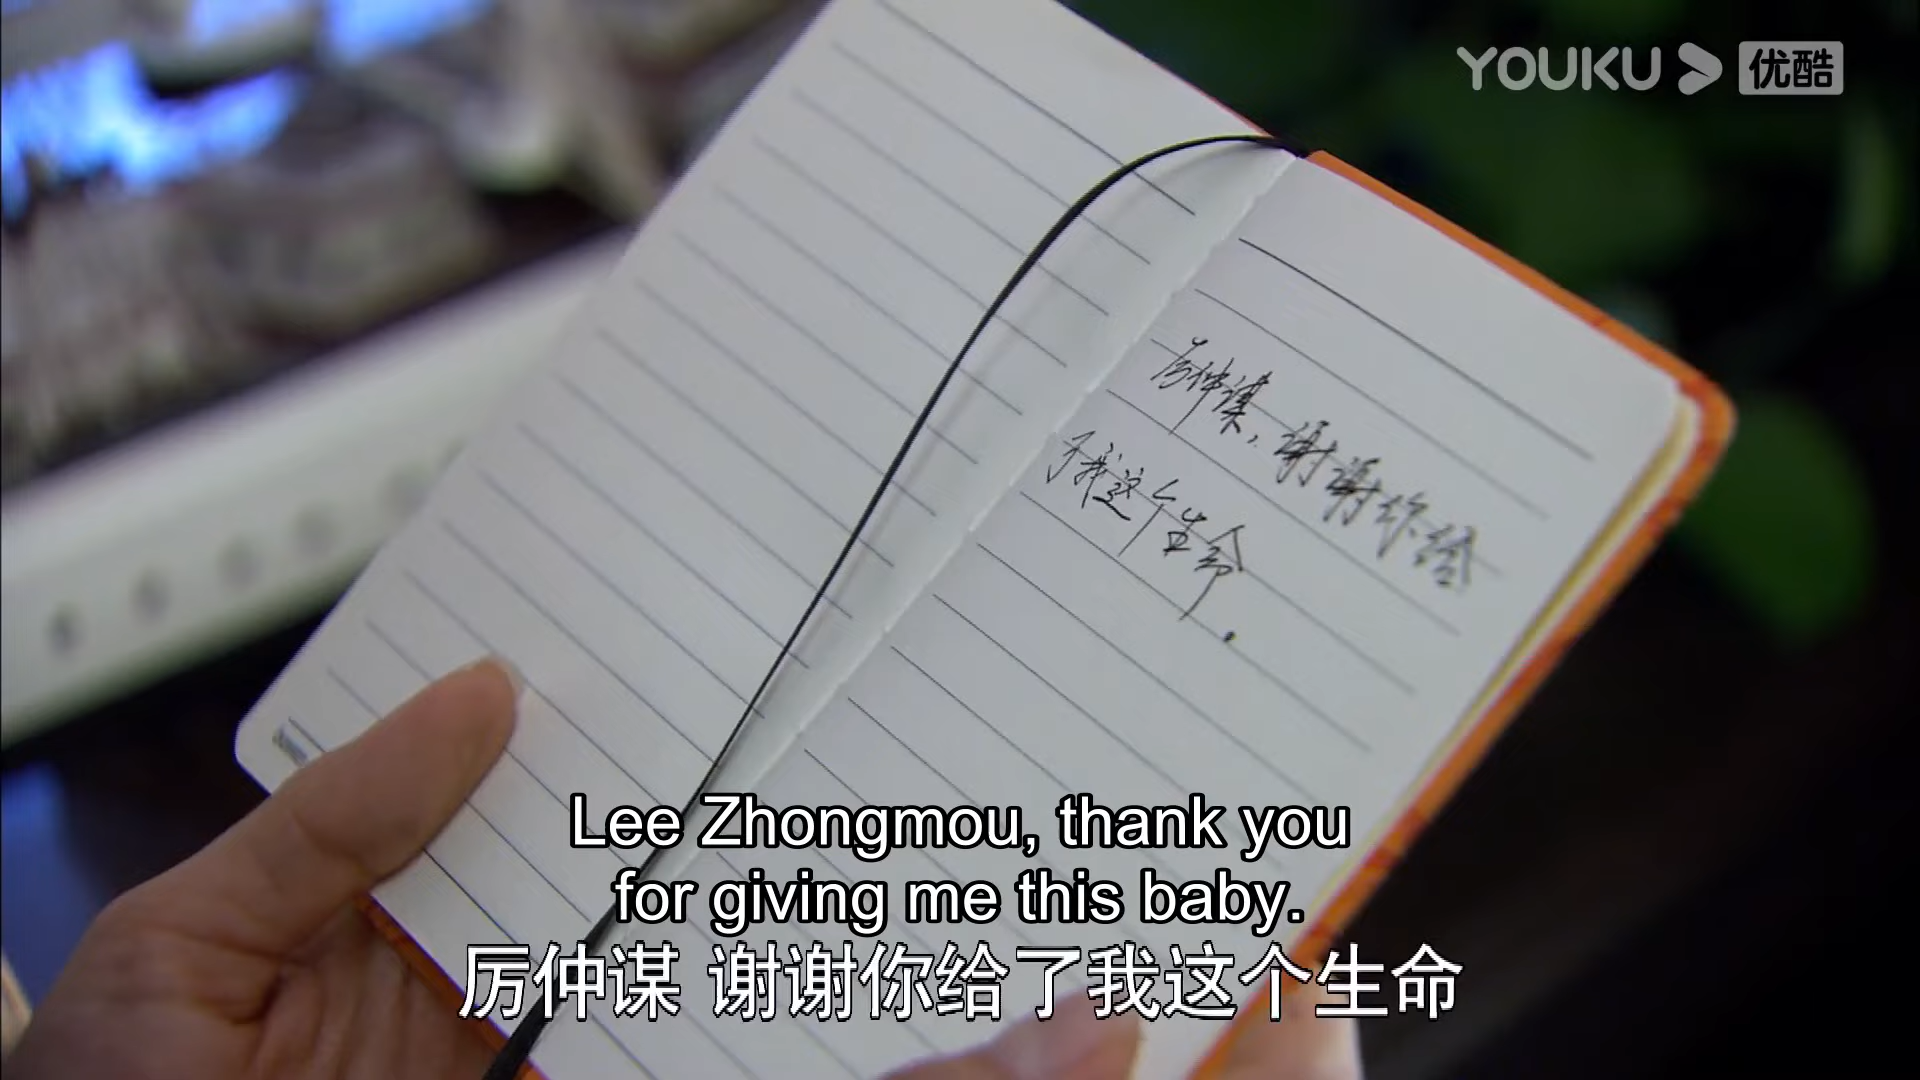 YOUKU 优酷
厉仲谋，谢谢你给
了我这个生命.
Lee Zhongmou, thank you
for giving me this baby.
厉仲谋 谢谢你给了我这个生命